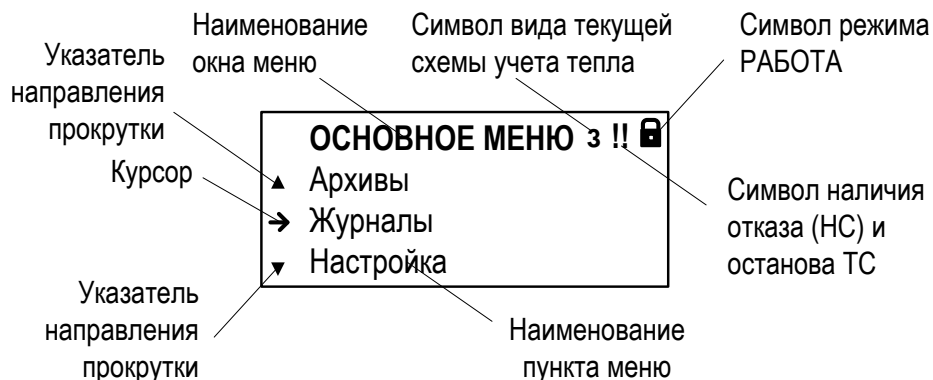 Наименование
окна меню
Символ вида текущей
схемы учета тепла
Символ режима
РАБОТА
Указатель
направления
прокрутки
Курсор
ОСНОВНОЕ МЕНЮ 3 !!
Архивы
Журналы
Настройка
Символ наличия
отказа (НС) и
останова ТС
Указатель
направления
прокрутки
Наименование
пункта меню